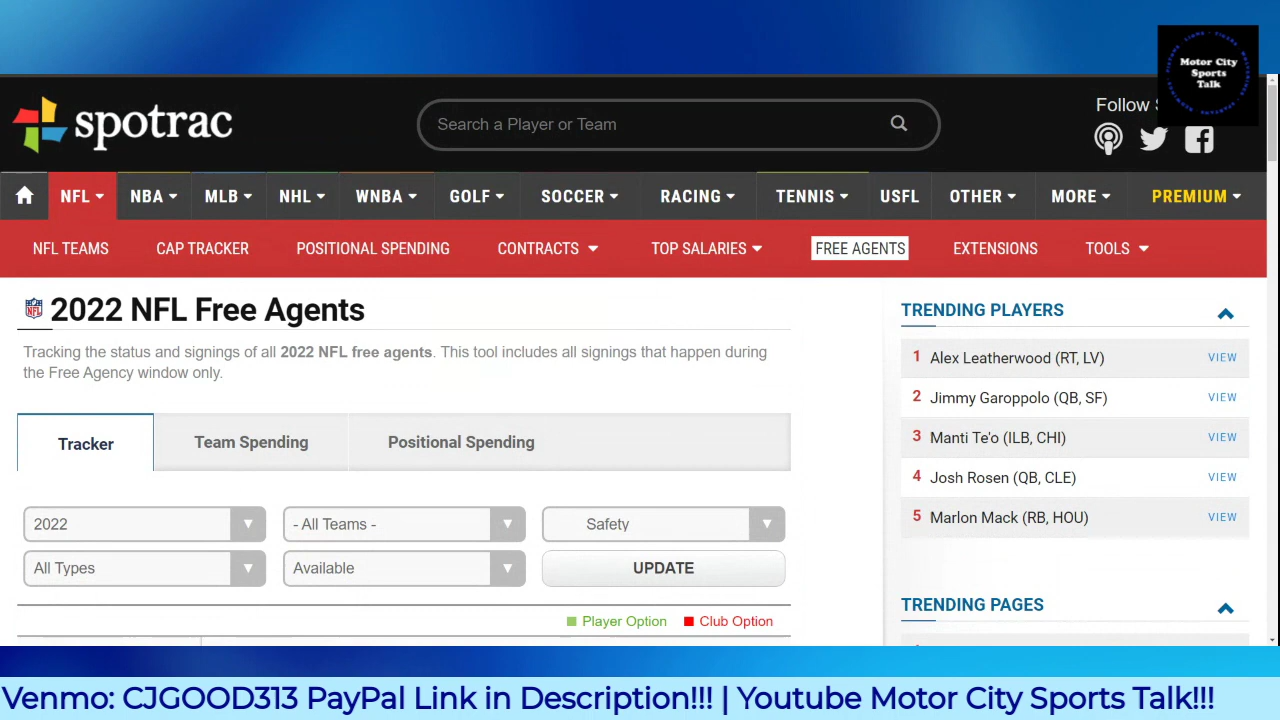 Motor City
Sports
Talk
spotrac
Search a Player or Team
Follow
NFL NBA MLB NHL WNBA GOLF SOCCER RACING TENNIS USFL OTHER MORE PREMIUM
NFL TEAMS CAP TRACKER POSITIONAL SPENDING CONTRACTS TOP SALARIES FREE AGENTS EXTENSIONS TOOLS
NFL 2022 NFL Free Agents
Tracking the status and signings of all 2022 NFL free agents. This tool includes all signings that happen during
the Free Agency window only.
Tracker Team Spending Positional Spending
2022 - All Teams - Safety
All Types Available UPDATE
Player Option Club Option
TRENDING PLAYERS
1 Alex Leatherwood (RT, LV) VIEW
2 Jimmy Garoppolo (QB, SF) VIEW
3 Manti Te'o (ILB, CHI) VIEW
4 Josh Rosen (QB, CLE) VIEW
5 Marlon Mack (RB, HOU) VIEW
TRENDING PAGES
Venmo: CJGOOD313 PayPal Link in Description!!! | Youtube Motor City Sports Talk!!!